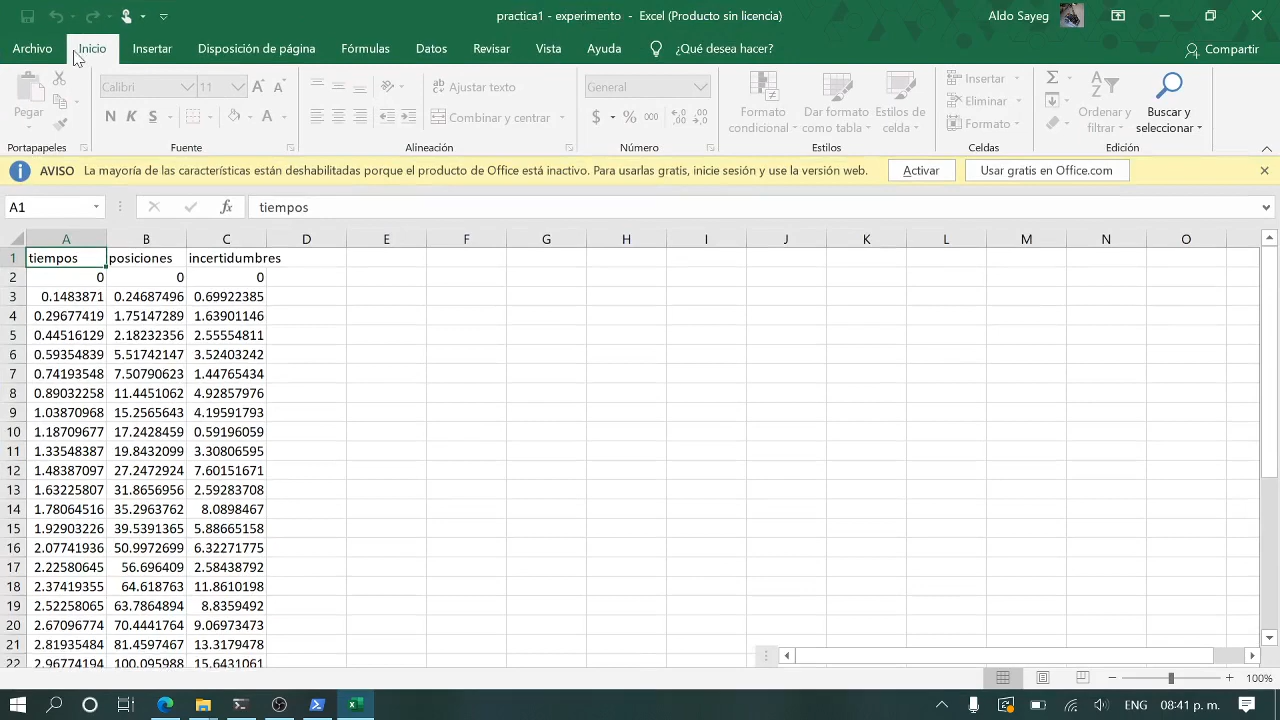 practica1 - experimento - Excel (Producto sin licencia)
Aldo Sayeg
Archivo Inicio Insertar Disposición de página Fórmulas Datos Revisar Vista Ayuda ¿Qué desea hacer? Compartir
Pegar
Calibri 11
N K S A
ab Ajustar texto
Combinar y centrar
General
$ % 000
Formato condicional
Dar formato como tabla
Estilos de celda
Insertar
Eliminar
Formato
Ordenar y filtrar
Buscar y seleccionar
Portapapeles Fuente Alineación Número Estilos Celdas Edición
AVISO La mayoría de las características están deshabilitadas porque el producto de Office está inactivo. Para usarlas gratis, inicie sesión y use la versión web. Activar Usar gratis en Office.com
A1 fx tiempos
A B C D E F G H I J K L M N O
1 tiempos posiciones incertidumbres
2 0 0 0
3 0.1483871 0.24687496 0.69922385
4 0.29677419 1.75147289 1.63901146
5 0.44516129 2.18232356 2.55554811
6 0.59354839 5.51742147 3.52403242
7 0.74193548 7.50790623 1.44765434
8 0.89032258 11.4451062 4.92857976
9 1.03870968 15.2565643 4.19591793
10 1.18709677 17.2428459 0.59196059
11 1.33548387 19.8432099 3.30806595
12 1.48387097 27.2472924 7.60151671
13 1.63225807 31.8656956 2.59283708
14 1.78064516 35.2963762 8.0898467
15 1.92903226 39.5391365 5.88665158
16 2.07741936 50.9972699 6.32271775
17 2.22580645 56.696409 2.58438792
18 2.37419355 64.618763 11.8610198
19 2.52258065 63.7864894 8.8359492
20 2.67096774 70.4441764 9.06973473
21 2.81935484 81.4597467 13.3179478
22 2.96774194 100.095988 15.6431061
100%
ENG 08:41 p. m.